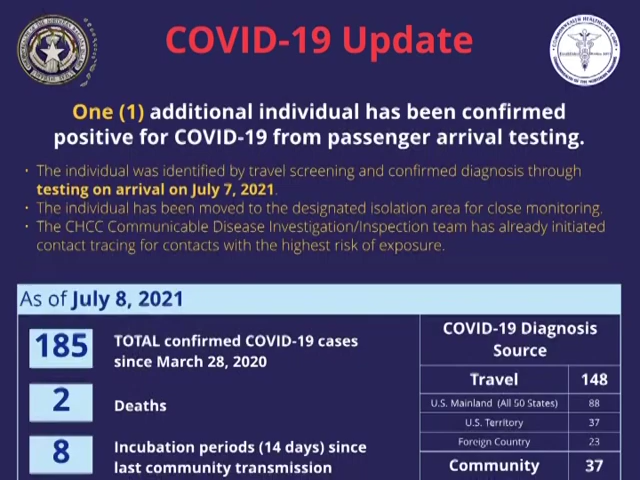 COVID-19 Update
One (1) additional individual has been confirmed
positive for COVID-19 from passenger arrival testing.
· The individual was identified by travel screening and confirmed diagnosis through
testing on arrival on July 7, 2021.
· The individual has been moved to the designated isolation area for close monitoring.
· The CHCC Communicable Disease Investigation/Inspection team has already initiated
contact tracing for contacts with the highest risk of exposure.
As of July 8, 2021
185 TOTAL confirmed COVID-19 cases
since March 28, 2020
2 Deaths
8 Incubation periods (14 days) since
last community transmission
COVID-19 Diagnosis
Source
Travel 148
U.S. Mainland (All 50 States) 88
U.S. Territory 37
Foreign Country 23
Community 37